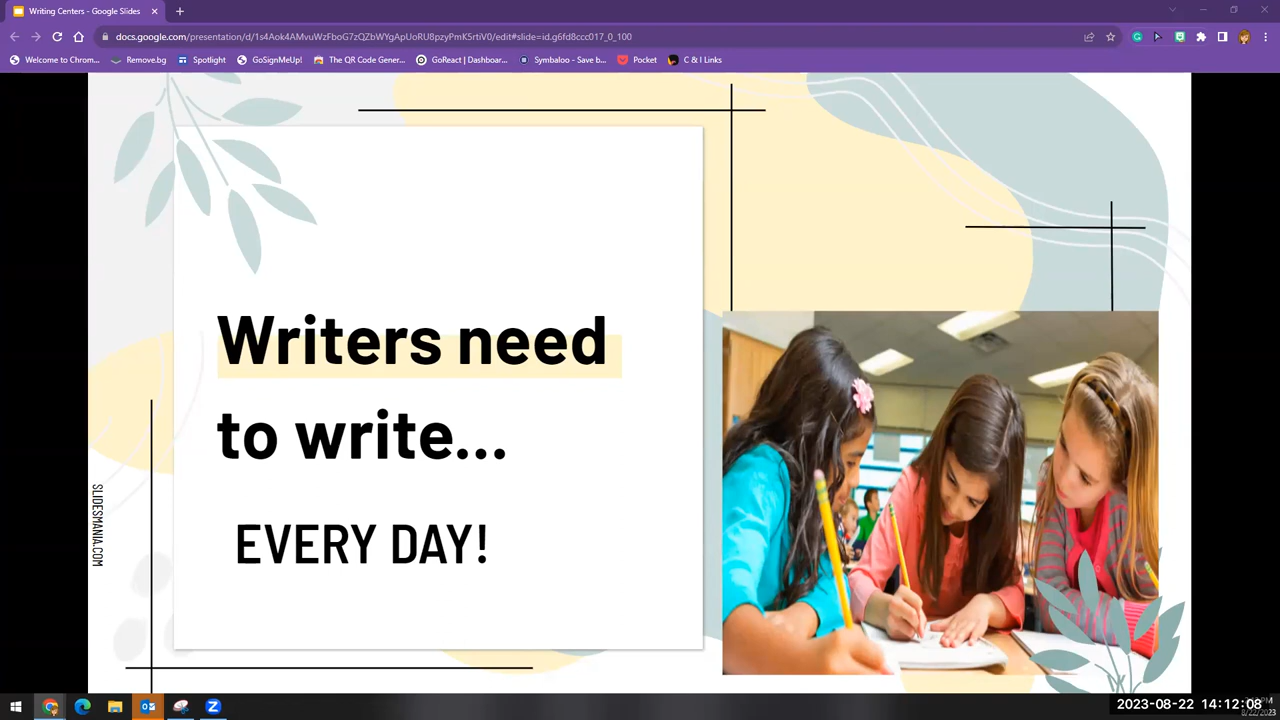 Writing Centers - Google Slides
docs.google.com/presentation/d/1s4Aok4AMvuWzFboG7zQZbWYgApUoRU8pzyPmK5rtiV0/edit#slide=id.g6fd8ccc017_0_100
Welcome to Chrom... Remove.bg Spotlight GoSignMeUp! The QR Code Gener... GoReact | Dashboar... Symbaloo - Save b... Pocket C & I Links
Writers need
to write...
EVERY DAY!
SLIDESMANIA.COM
2023-08-22 14:12:08